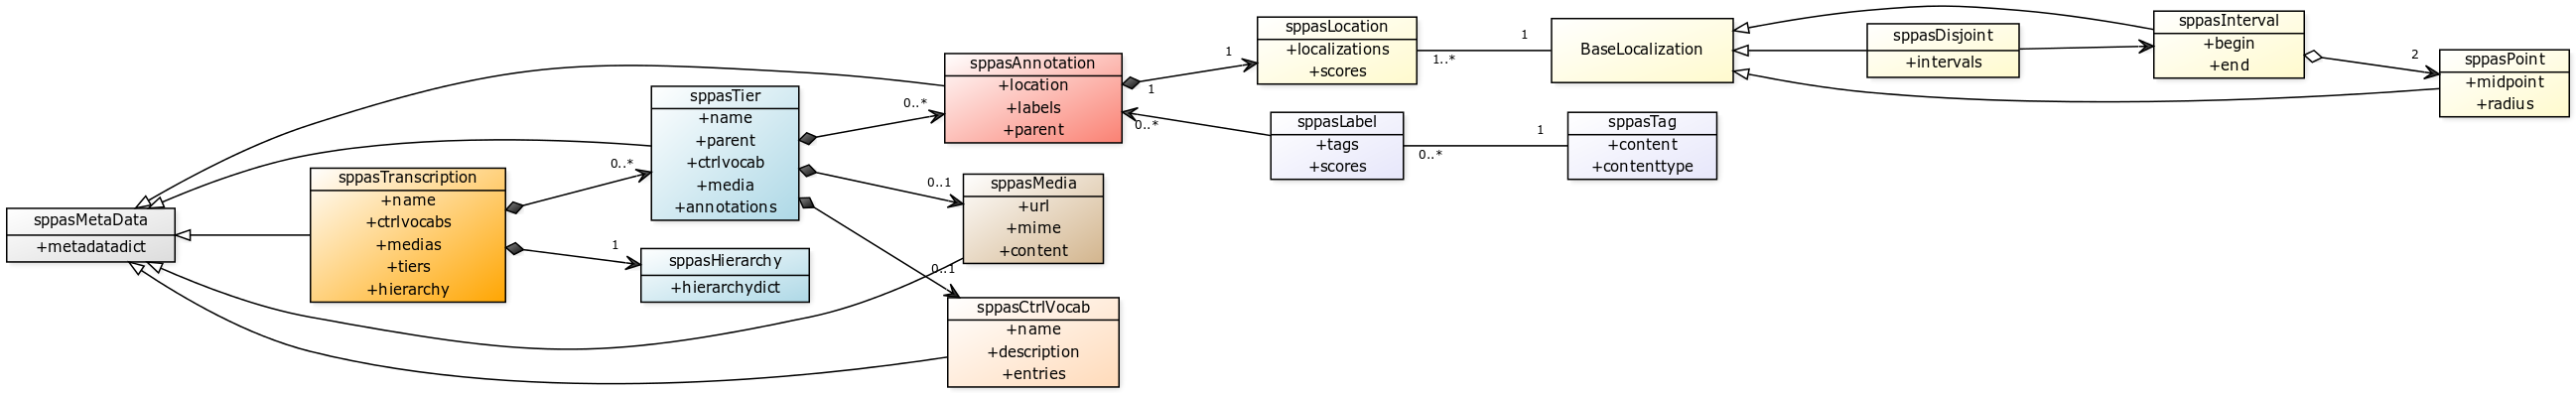 sppasMetaData
+metadatadict
sppasTranscription
+name
+ctrlvocabs
+medias
+tiers
+hierarchy
0..*
1
sppasTier
+name
+parent
+ctrlvocab
+media
+annotations
sppasHierarchy
+hierarchydict
0..*
0..1
0..1
sppasAnnotation
+location
+labels
+parent
sppasMedia
+url
+mime
+content
sppasCtrlVocab
+name
+description
+entries
1
1
0..*
sppasLocation
+localizations
+scores
sppasLabel
+tags
+scores
1
1..*
1
0..*
BaseLocalization
sppasTag
+content
+contenttype
sppasDisjoint
+intervals
sppasInterval
+begin
+end
2
sppasPoint
+midpoint
+radius